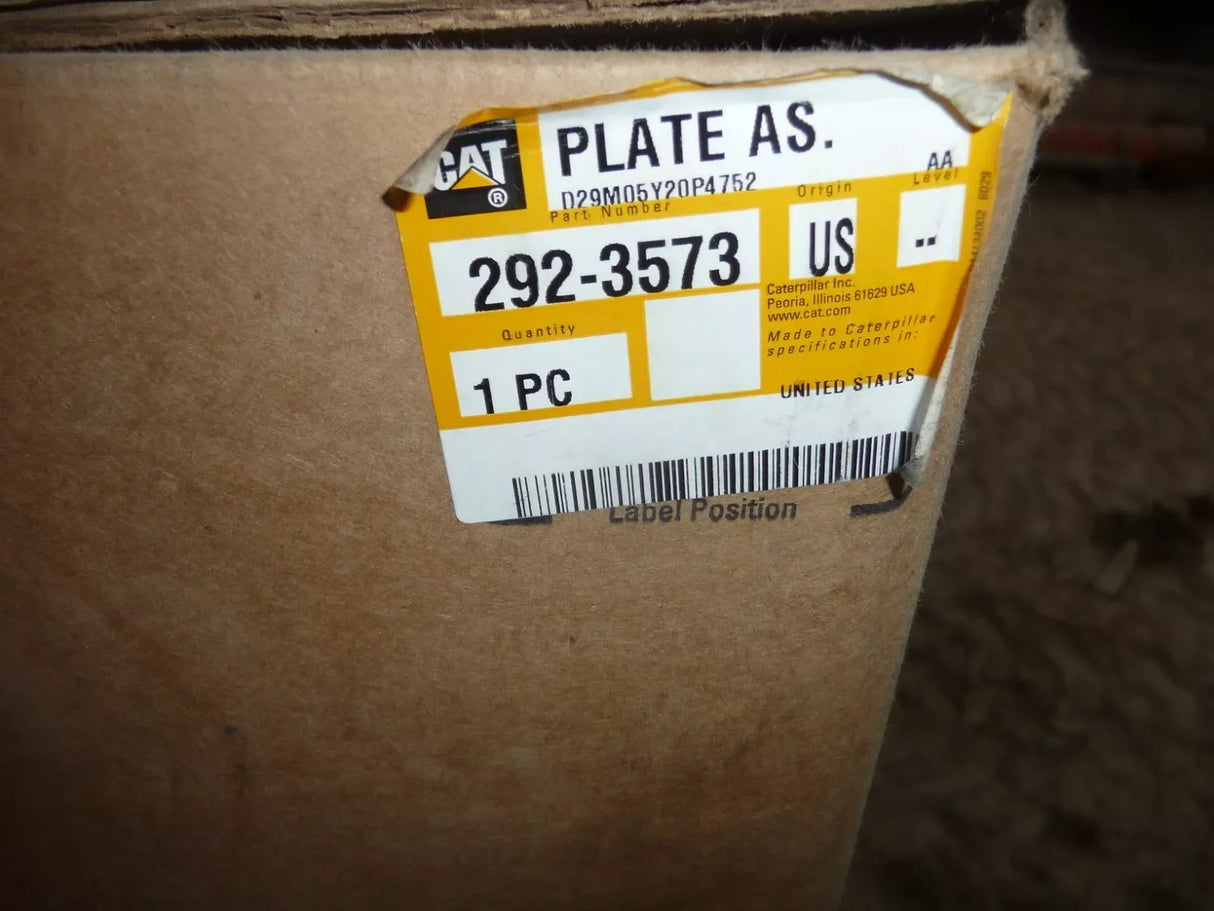 CAT
®
PLATE AS.
D29M05Y20P4752
Part Number
Origin
AA
Level
292-3573
US
--
Caterpillar Inc.
Peoria, Illinois 61629 USA
www.cat.com
Made to Caterpillar
specifications in:
Quantity
1 PC
UNITED STATES
Label Position